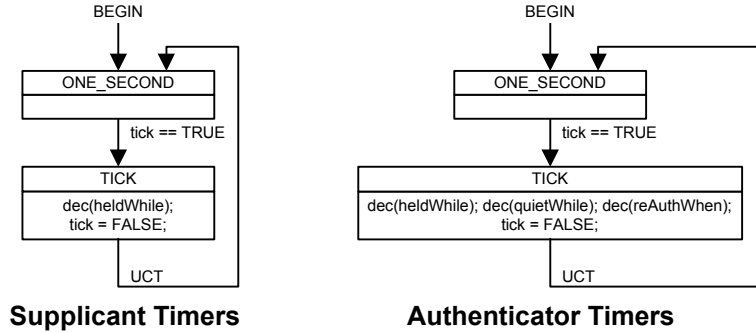 BEGIN
ONE_SECOND
tick == TRUE
TICK
dec(heldWhile);
tick = FALSE;
UCT
Supplicant Timers
BEGIN
ONE_SECOND
tick == TRUE
TICK
dec(heldWhile); dec(quietWhile); dec(reAuthWhen);
tick = FALSE;
UCT
Authenticator Timers